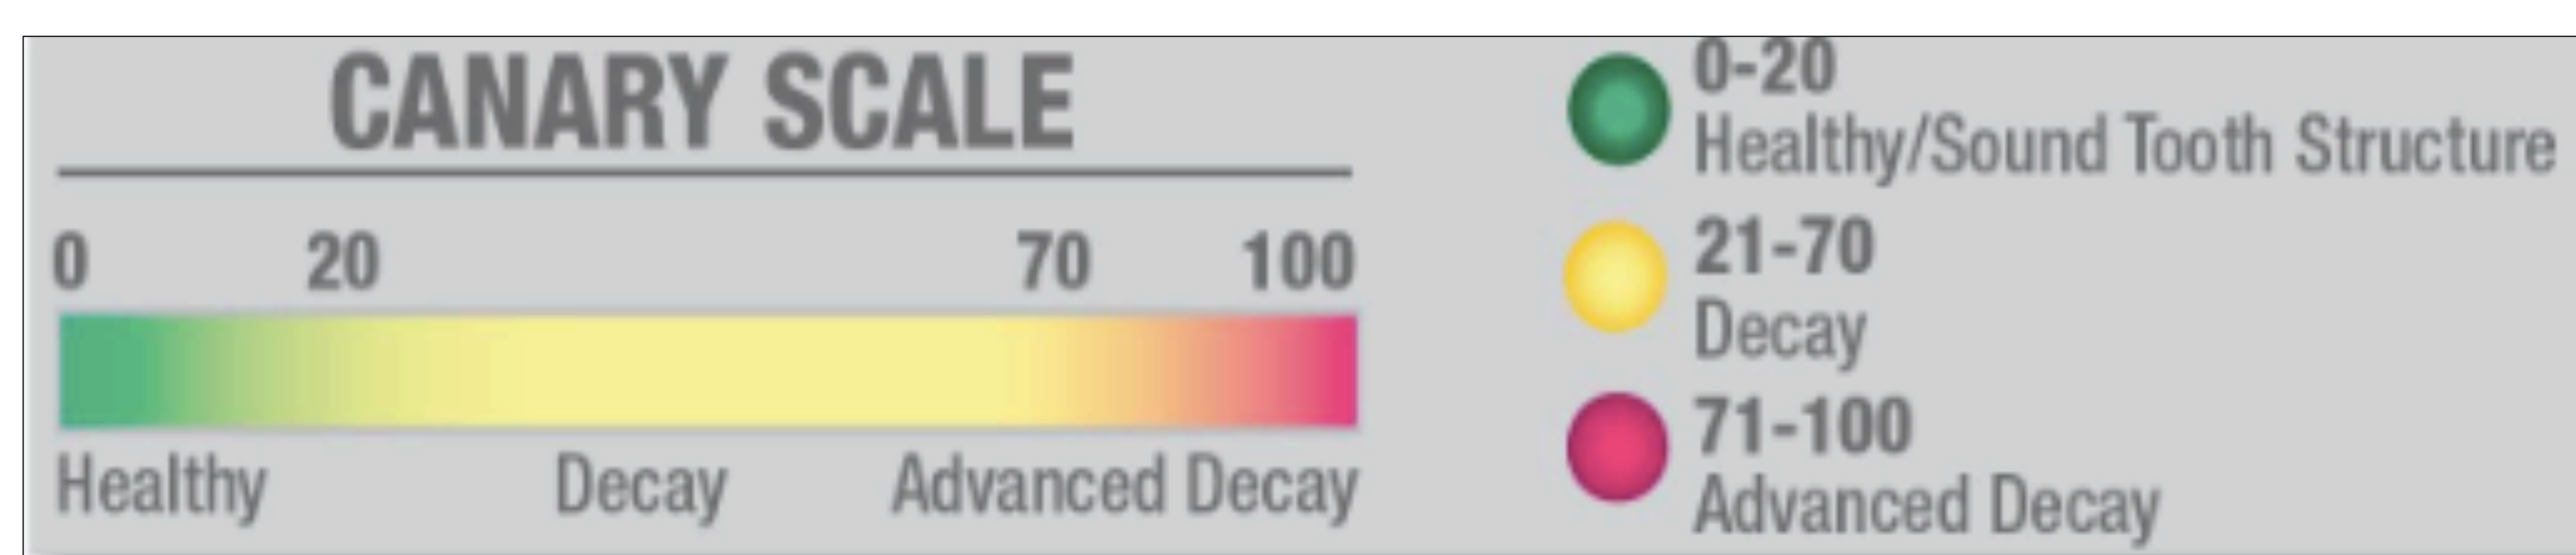 CANARY SCALE
0 20 70 100
Healthy Decay Advanced Decay
0-20
Healthy/Sound Tooth Structure
21-70
Decay
71-100
Advanced Decay